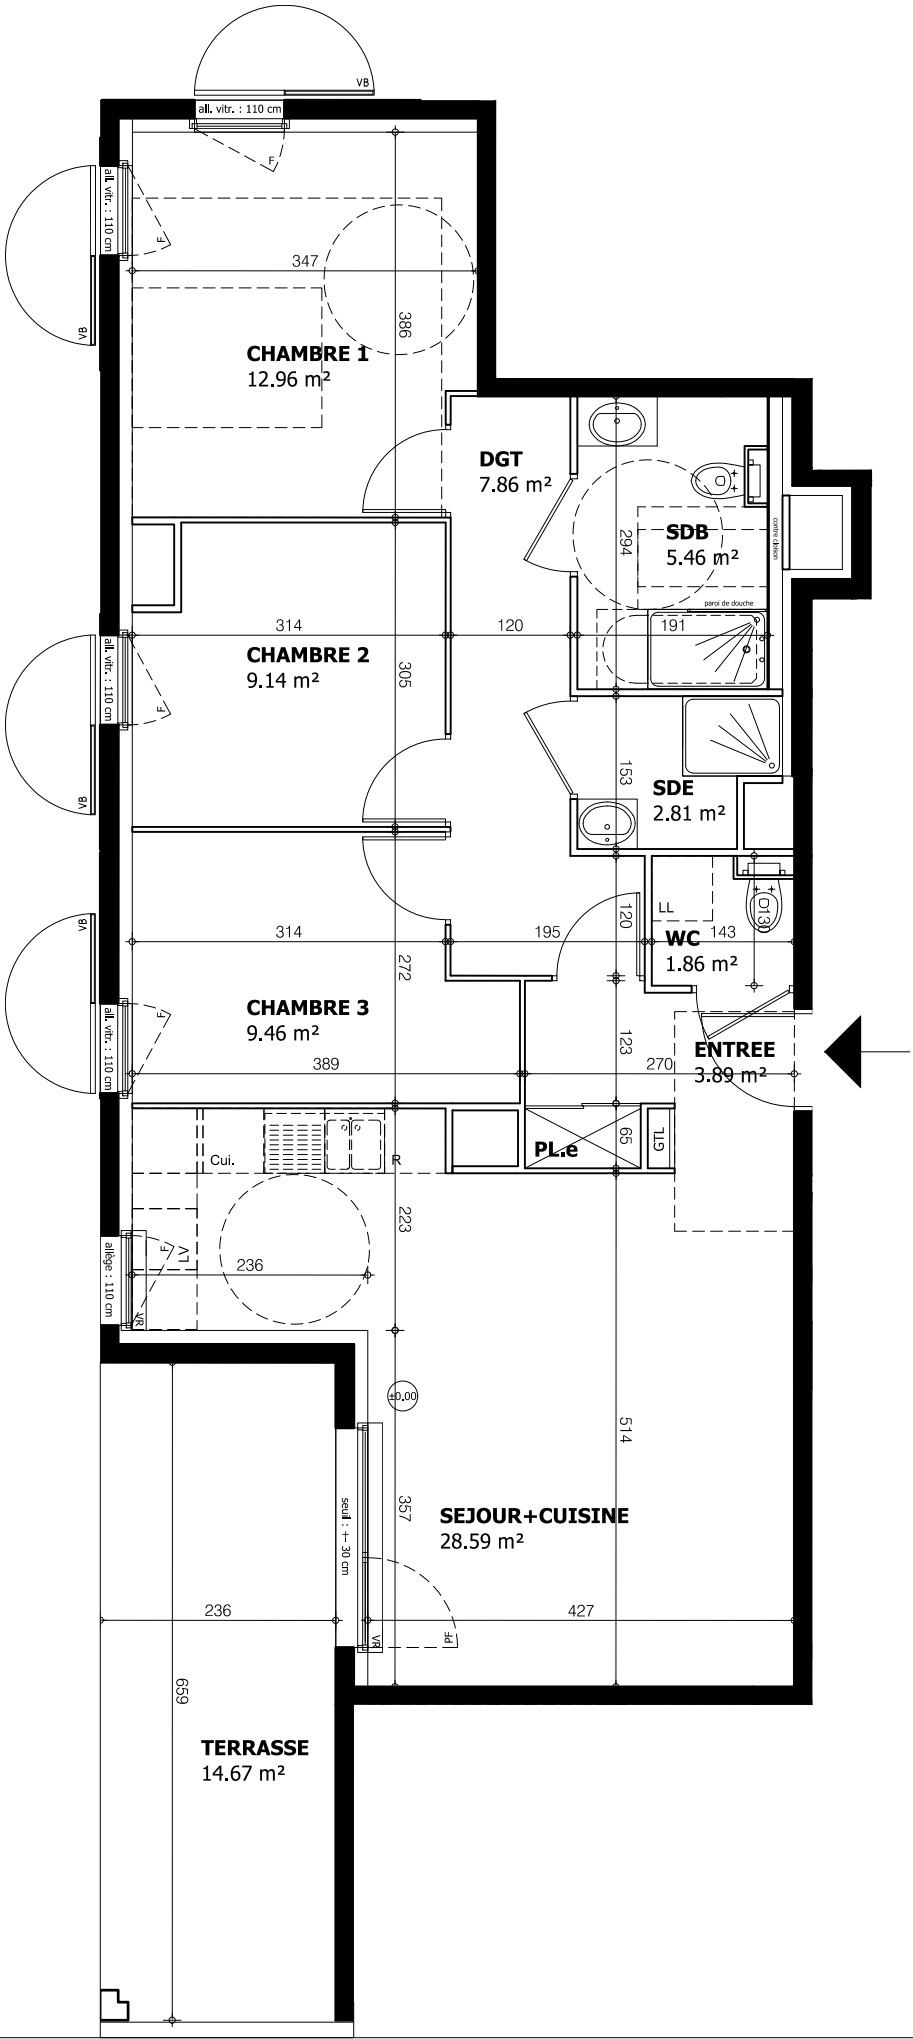 VB
all. vitr. : 110 cm
F
all. vitr. : 110 cm
F
VB
347
386
CHAMBRE 1
12.96 m²
DGT
7.86 m²
SDB
5.46 m²
294
contre cloison
paroi de douche
314
120
191
all. vitr. : 110 cm
F
VB
CHAMBRE 2
9.14 m²
305
153
SDE
2.81 m²
LL
D130
120
VB
314
195
WC
143
1.86 m²
272
all. vitr. : 110 cm
F
CHAMBRE 3
9.46 m²
123
ENTREE
3.89 m²
389
270
Cui.
R
PL.e
65
GTL
223
allège : 110 cm
F
LV
VR
236
±0.00
514
357
seuil : +- 30 cm
SEJOUR+CUISINE
28.59 m²
236
427
VR
PF
659
TERRASSE
14.67 m²